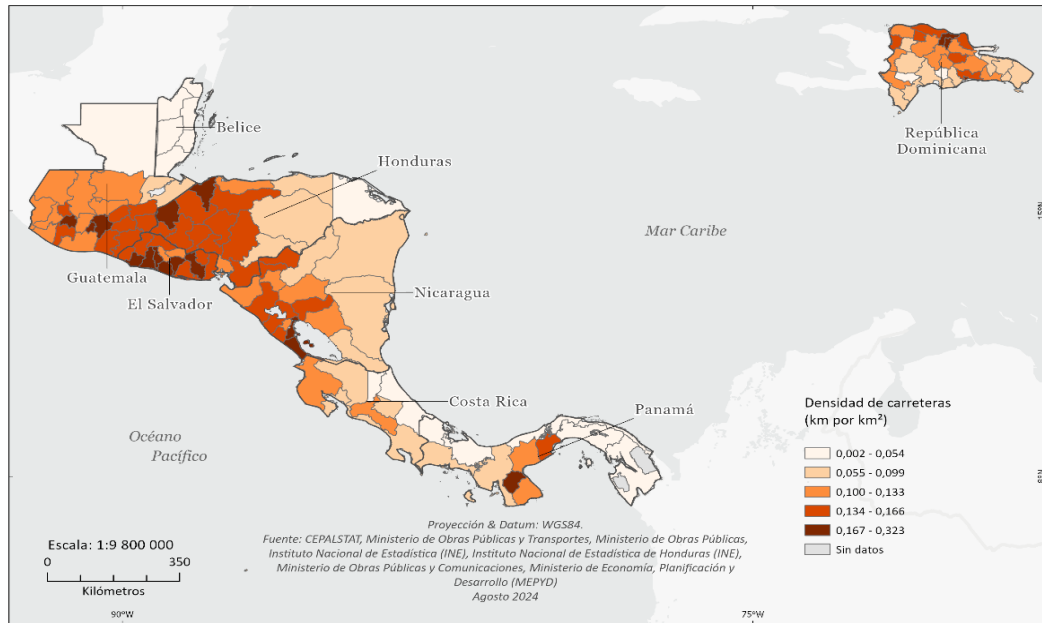 Belice
Honduras
República
Dominicana
15°N
Mar Caribe
Guatemala
El Salvador
Nicaragua
Costa Rica
Panamá
Océano
Pacífico
Densidad de carreteras
(km por km²)
0,002 - 0,054
0,055 - 0,099
0,100 - 0,133
0,134 - 0,166
0,167 - 0,323
Sin datos
8°N
Proyección & Datum: WGS84.
Fuente: CEPALSTAT, Ministerio de Obras Públicas y Transportes, Ministerio de Obras Públicas,
Instituto Nacional de Estadística (INE), Instituto Nacional de Estadística de Honduras (INE),
Ministerio de Obras Públicas y Comunicaciones, Ministerio de Economía, Planificación y
Desarrollo (MEPYD)
Agosto 2024
Escala: 1:9 800 000
0 350
Kilómetros
90°W 75°W